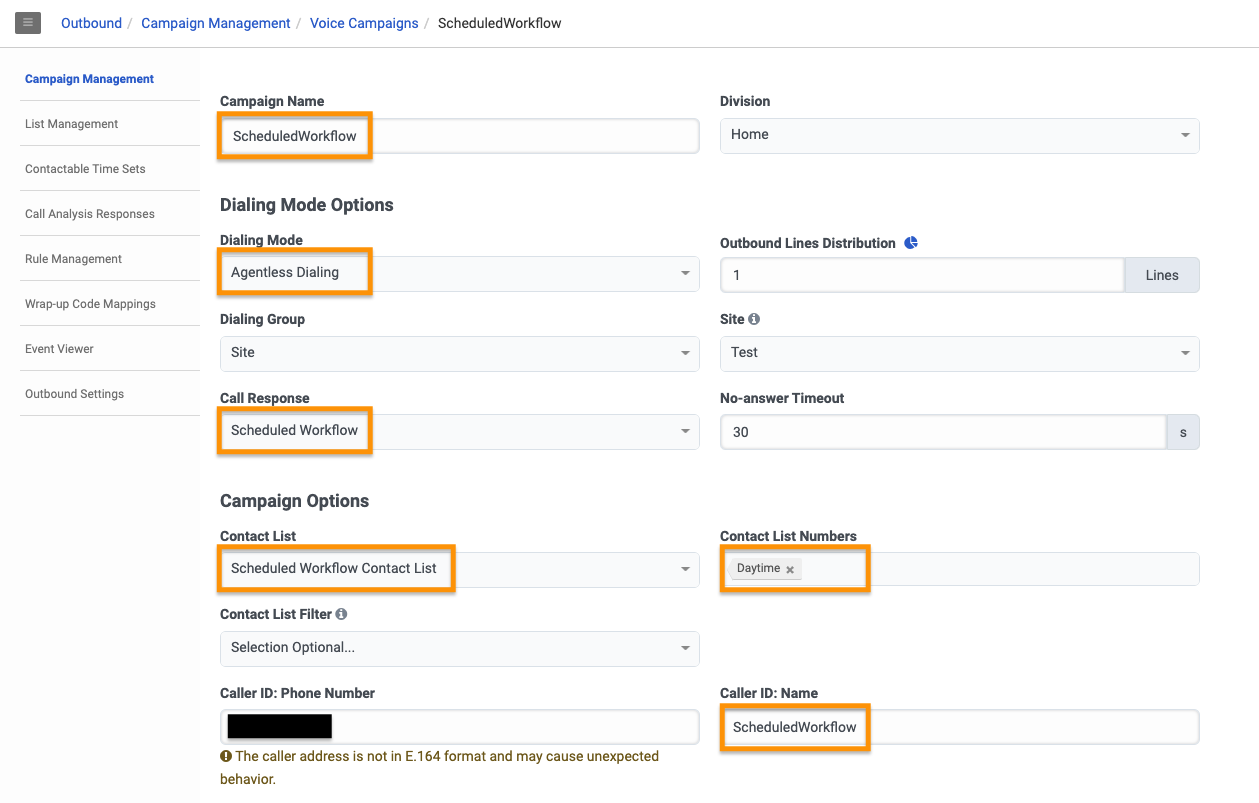 Outbound / Campaign Management / Voice Campaigns / ScheduledWorkflow
Campaign Management
List Management
Contactable Time Sets
Call Analysis Responses
Rule Management
Wrap-up Code Mappings
Event Viewer
Outbound Settings
Campaign Name
ScheduledWorkflow
Division
Home
Dialing Mode Options
Dialing Mode
Agentless Dialing
Outbound Lines Distribution
1 Lines
Dialing Group
Site
Site
Test
Call Response
Scheduled Workflow
No-answer Timeout
30 s
Campaign Options
Contact List
Scheduled Workflow Contact List
Contact List Numbers
Daytime ×
Contact List Filter
Selection Optional...
Caller ID: Phone Number
The caller address is not in E.164 format and may cause unexpected
behavior.
Caller ID: Name
ScheduledWorkflow